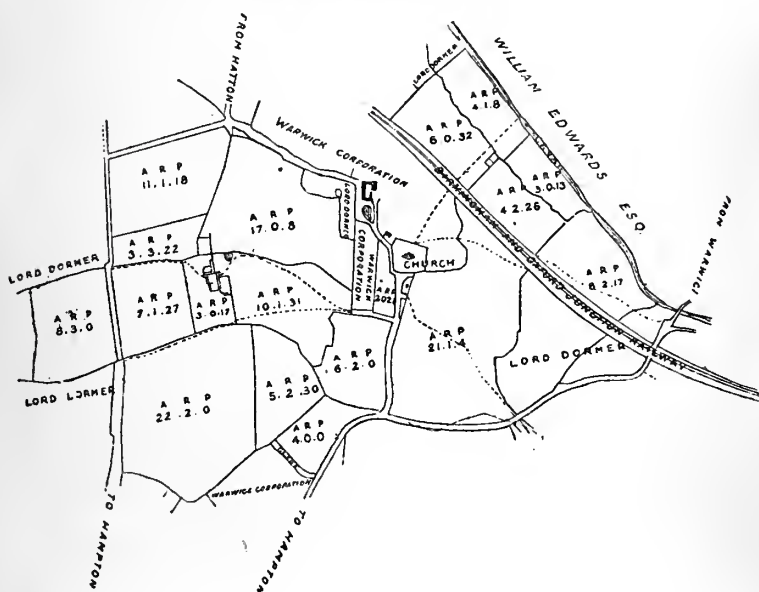 FROM HATTON
WARWICK CORPORATION
LORD DORMER
WILLIAM EDWARDS ESQ.
A R P
4.1.8
A R P
6.0.32
A R P
3.0.13
A R P
4.2.26
A R P
8.2.17
BIRMINGHAM AND OXFORD JUNCTION RAILWAY
FROM WARWICK
A R P
11.1.18
A R P
17.0.8
LORD DORMER
WARWICK
CORPORATION
CHURCH
A R P
3.3.22
LORD DORMER
A R P
8.3.0
A R P
7.1.27
A R P
3.0.17
A R P
10.1.31
A R P
A R P
21.1.4
LORD DORMER
LORD LORMER
A R P
22.2.0
A R P
5.2.30
A R P
6.2.0
A R P
4.0.0
WARWICK CORPORATION
TO HAMPTON
TO HAMPTON